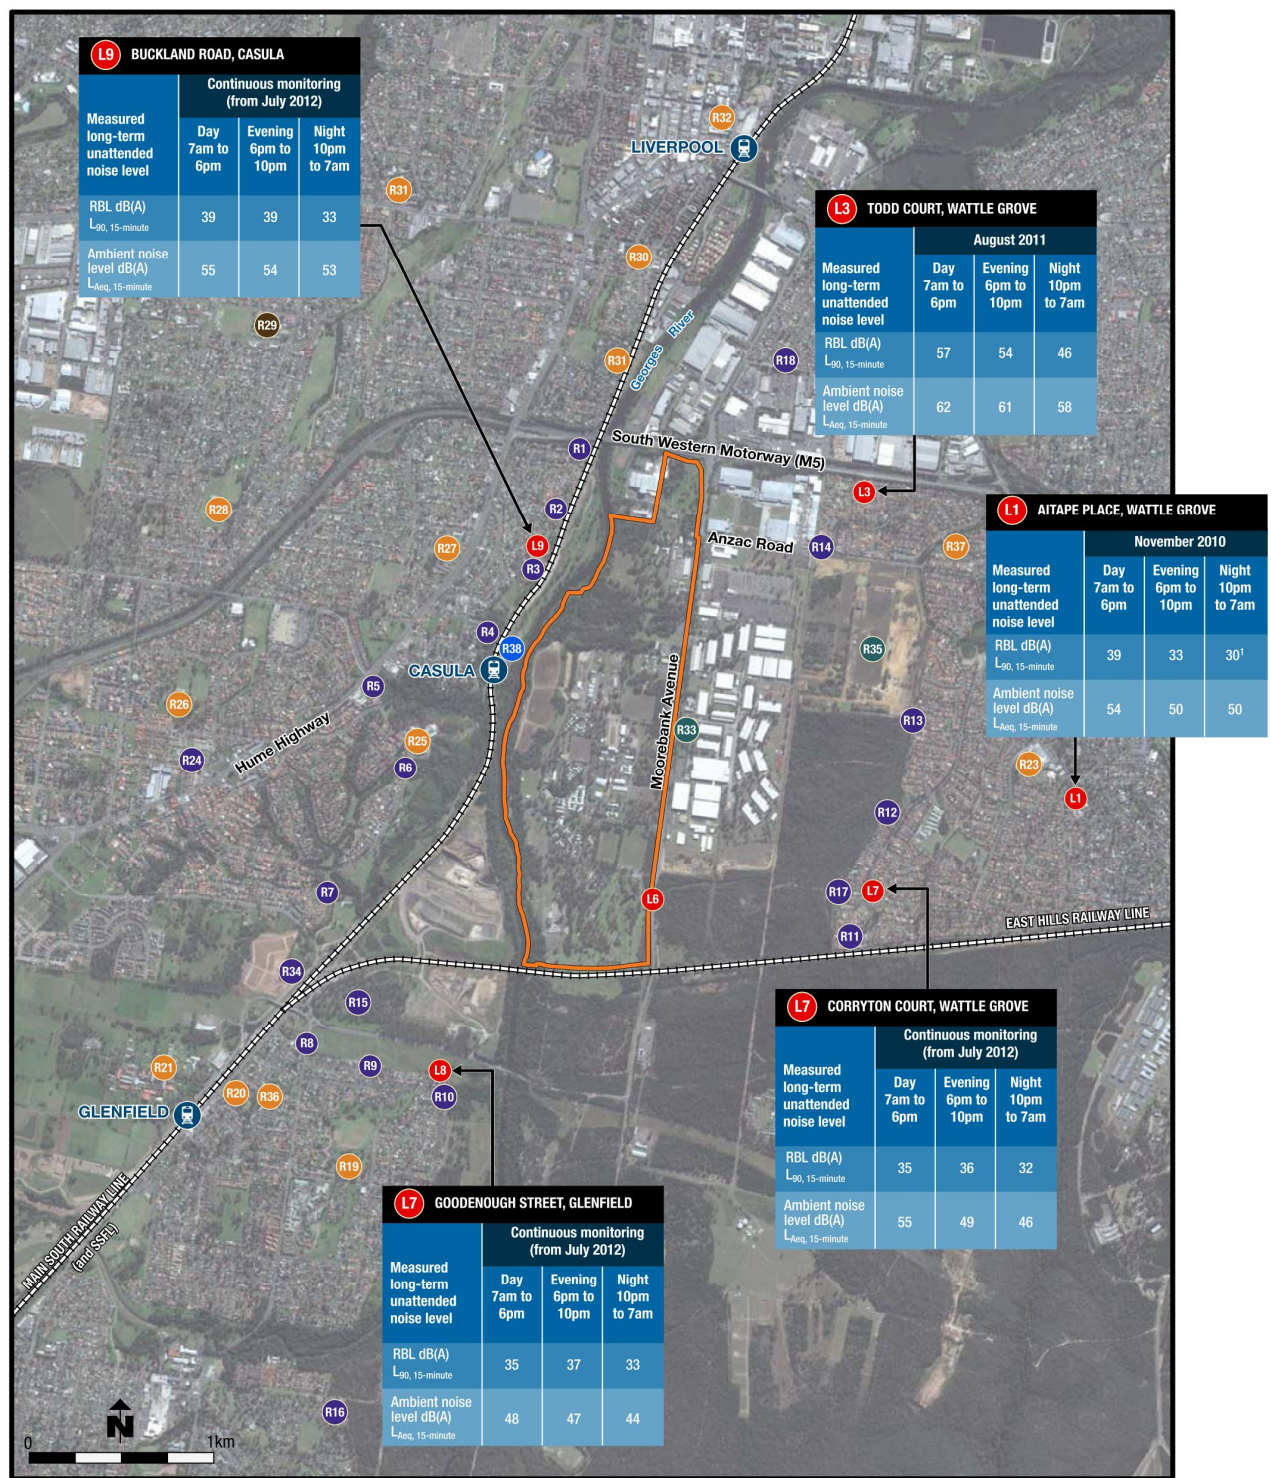 L9 BUCKLAND ROAD, CASULA
Measured
long-term
unattended
noise level
Continuous monitoring
(from July 2012)
Day
7am to
6pm
Evening
6pm to
10pm
Night
10pm
to 7am
RBL dB(A)
L90, 15-minute
39 39 33
Ambient noise
level dB(A)
LAeq, 15-minute
55 54 53
R32
LIVERPOOL
R31
R30
R29
R31
Georges River
R18
L3 TODD COURT, WATTLE GROVE
Measured
long-term
unattended
noise level
August 2011
Day
7am to
6pm
Evening
6pm to
10pm
Night
10pm
to 7am
RBL dB(A)
L90, 15-minute
57 54 46
Ambient noise
level dB(A)
LAeq, 15-minute
62 61 58
R1
South Western Motorway (M5)
L3
R2
R28
R27
L9
R3
Anzac Road
R14
R37
L1 AITAPE PLACE, WATTLE GROVE
Measured
long-term
unattended
noise level
November 2010
Day
7am to
6pm
Evening
6pm to
10pm
Night
10pm
to 7am
RBL dB(A)
L90, 15-minute
39 33 30¹
Ambient noise
level dB(A)
LAeq, 15-minute
54 50 50
R4
R38
R35
CASULA
R5
R26
Moorebank Avenue
R33
R13
Hume Highway
R25
R24
R6
R23
L1
R12
R7
L6
R17
L7
EAST HILLS RAILWAY LINE
R11
R34
R15
R8
R9
L8
R10
R21
R20
R36
GLENFIELD
R19
L7 CORRYTON COURT, WATTLE GROVE
Measured
long-term
unattended
noise level
Continuous monitoring
(from July 2012)
Day
7am to
6pm
Evening
6pm to
10pm
Night
10pm
to 7am
RBL dB(A)
L90, 15-minute
35 36 32
Ambient noise
level dB(A)
LAeq, 15-minute
55 49 46
MAIN SOUTH RAILWAY LINE
(and SSFL)
L7 GOODENOUGH STREET, GLENFIELD
Measured
long-term
unattended
noise level
Continuous monitoring
(from July 2012)
Day
7am to
6pm
Evening
6pm to
10pm
Night
10pm
to 7am
RBL dB(A)
L90, 15-minute
35 37 33
Ambient noise
level dB(A)
LAeq, 15-minute
48 47 44
R16
N
0 1km